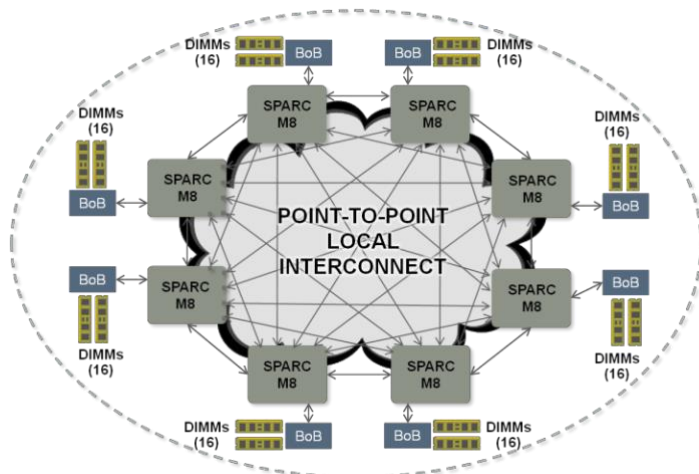 DIMMs
(16)
BoB
BoB
DIMMs
(16)
SPARC
M8
SPARC
M8
DIMMs
(16)
BoB
SPARC
M8
SPARC
M8
DIMMs
(16)
BoB
POINT-TO-POINT
LOCAL
INTERCONNECT
BoB
DIMMs
(16)
SPARC
M8
SPARC
M8
BoB
DIMMs
(16)
SPARC
M8
SPARC
M8
DIMMs
(16)
BoB
BoB
DIMMs
(16)